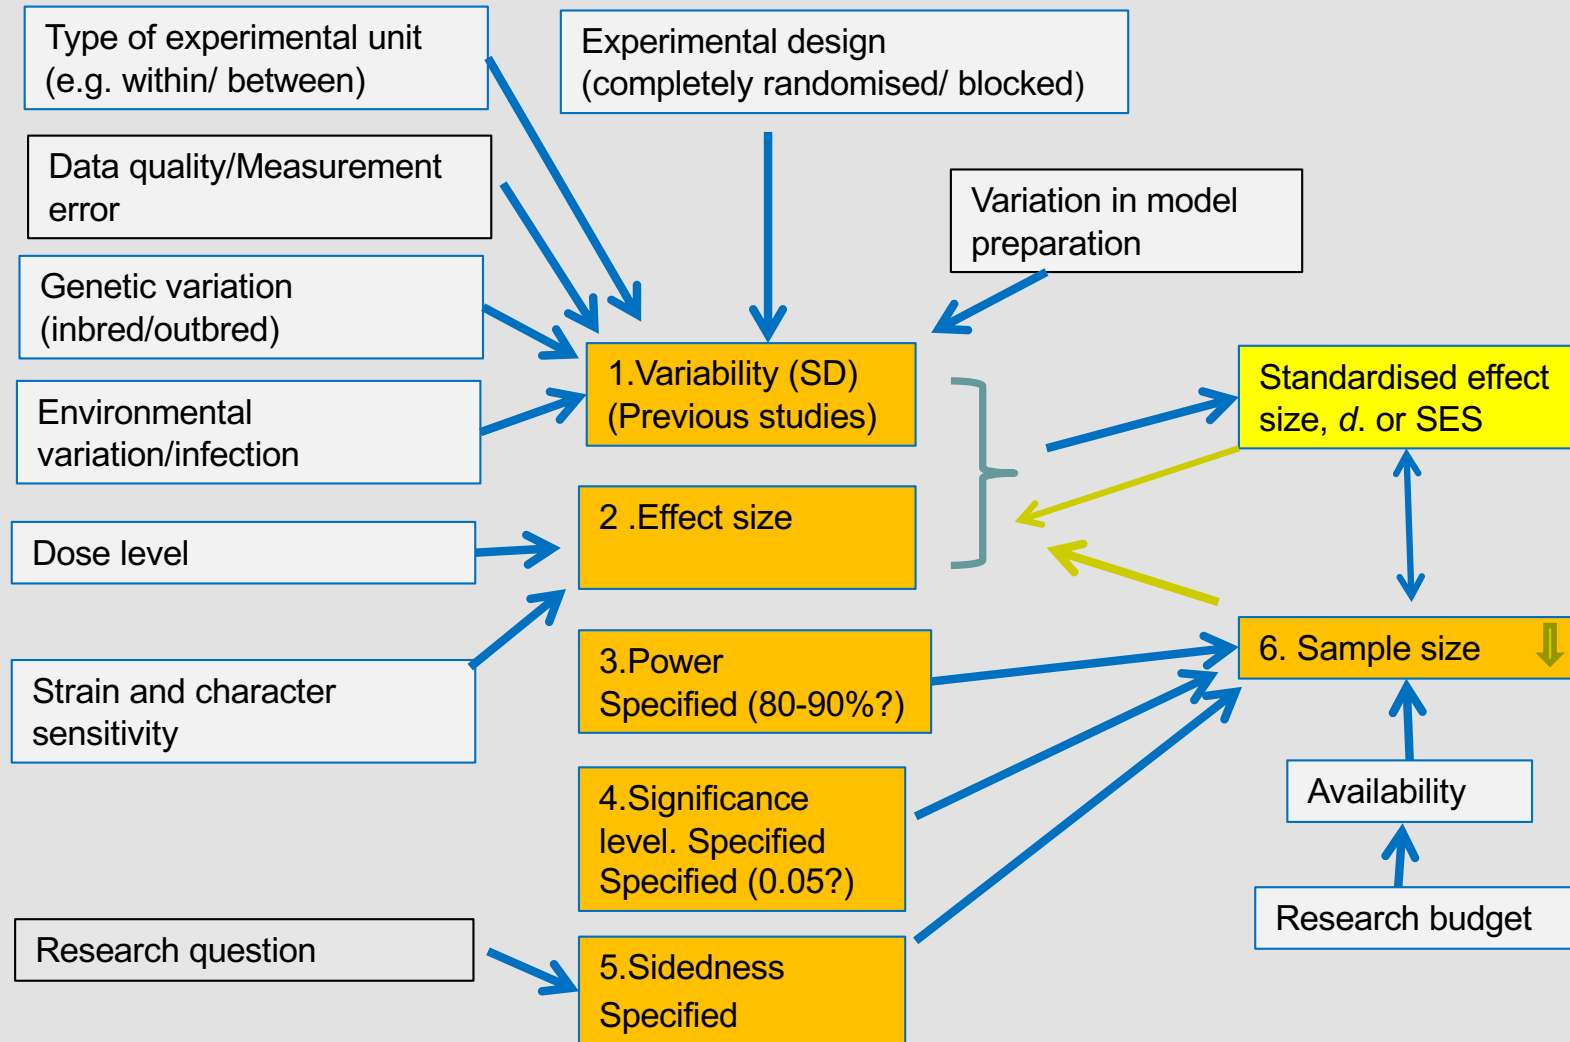 Type of experimental unit
(e.g. within/ between)
Experimental design
(completely randomised/ blocked)
Data quality/Measurement
error
Variation in model
preparation
Genetic variation
(inbred/outbred)
1.Variability (SD)
(Previous studies)
Standardised effect
size, d. or SES
Environmental
variation/infection
2 .Effect size
Dose level
3.Power
Specified (80-90%?)
6. Sample size
Strain and character
sensitivity
4.Significance
level. Specified
Specified (0.05?)
Availability
Research budget
Research question
5.Sidedness
Specified